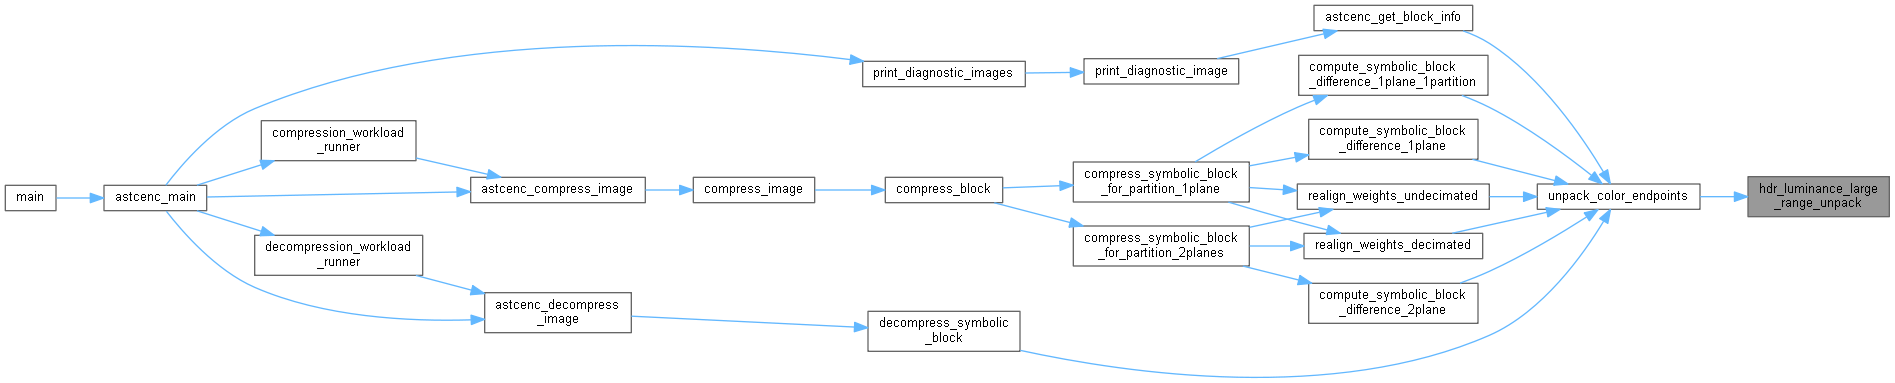 main
astcenc_main
compression_workload
_runner
decompression_workload
_runner
print_diagnostic_images
astcenc_compress_image
astcenc_decompress
_image
compress_image
print_diagnostic_image
compress_block
decompress_symbolic
_block
compress_symbolic_block
_for_partition_1plane
compress_symbolic_block
_for_partition_2planes
astcenc_get_block_info
compute_symbolic_block
_difference_1plane_1partition
compute_symbolic_block
_difference_1plane
realign_weights_undecimated
realign_weights_decimated
compute_symbolic_block
_difference_2plane
unpack_color_endpoints
hdr_luminance_large
_range_unpack